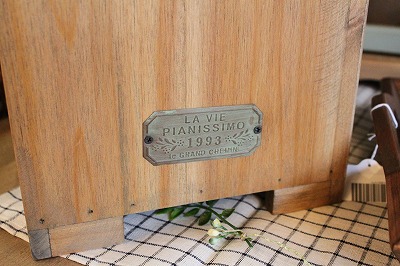 LA VIE
PIANISSIMO
1993
le GRAND CHEMIN